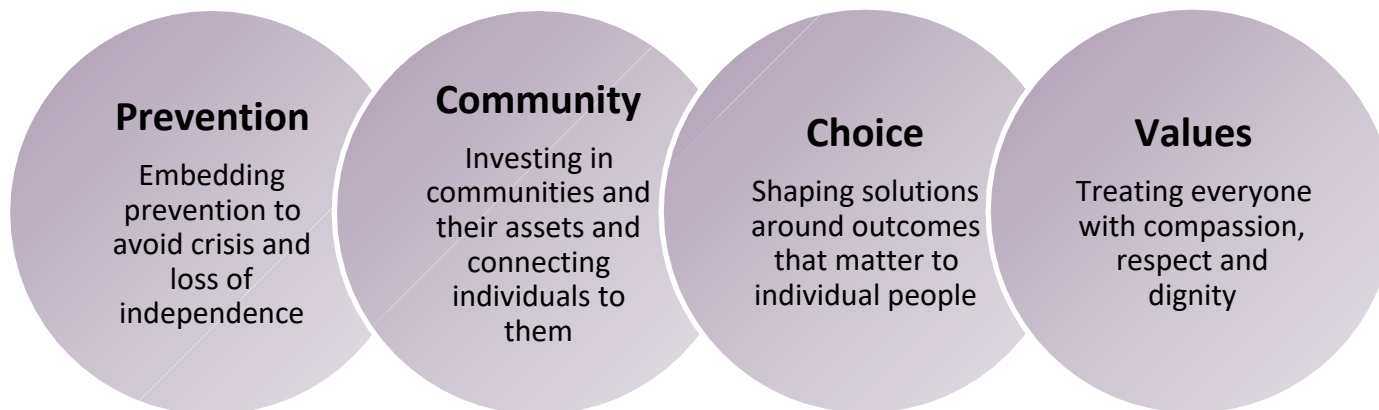 Prevention
Embedding
prevention to
avoid crisis and
loss of
independence
Community
Investing in
communities and
their assets and
connecting
individuals to
them
Choice
Shaping solutions
around outcomes
that matter to
individual people
Values
Treating everyone
with compassion,
respect and
dignity